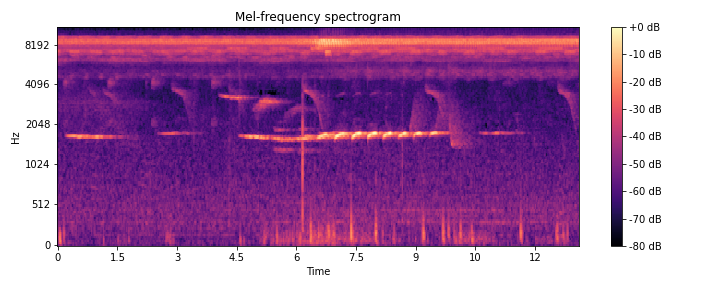 Mel-frequency spectrogram
Hz
8192
4096
2048
1024
512
0
0
1.5
3
4.5
6
7.5
9
10
12
Time
+0 dB
-10 dB
-20 dB
-30 dB
-40 dB
-50 dB
-60 dB
-70 dB
-80 dB